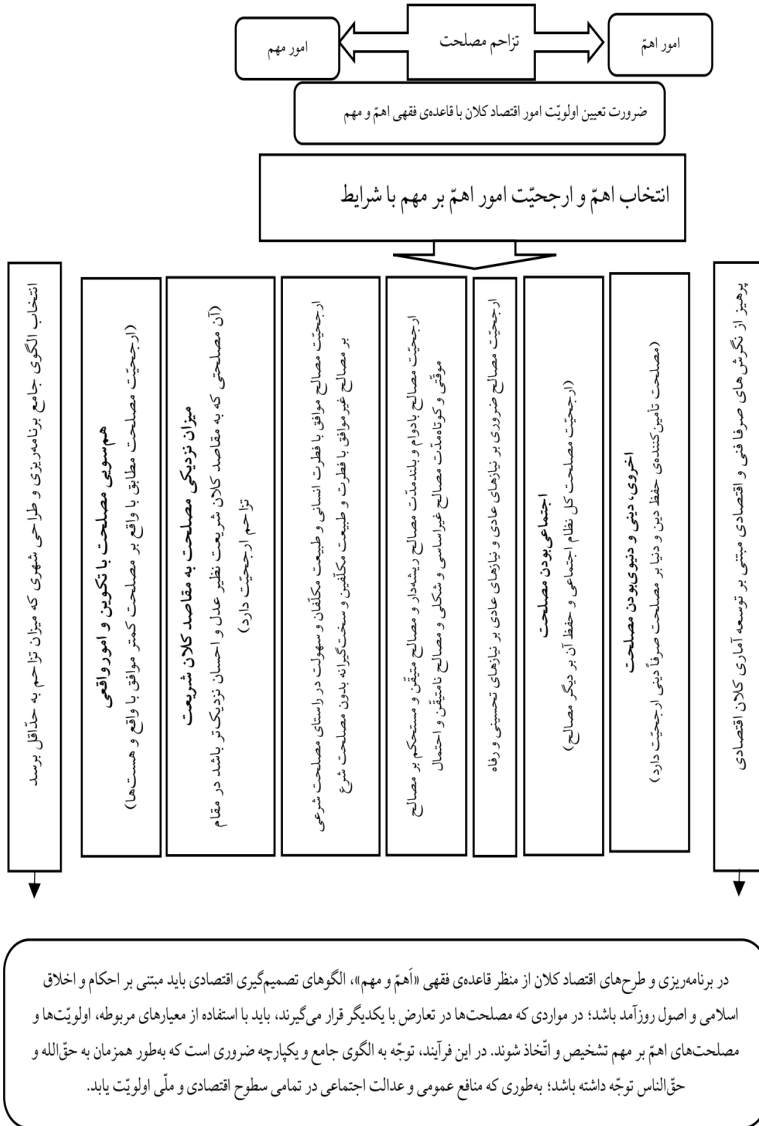 امور اهمّ
تزاحم مصلحت
امور مهم
ضرورت تعیین اولویّت امور اقتصاد کلان با قاعده‌ی فقهی اهمّ و مهم
انتخاب اهمّ و ارجحیّت امور اهمّ بر مهم با شرایط
پرهیز از نگرش های صرفا فنی و اقتصادی مبتنی بر توسعه آماری کلان اقتصادی
اخروی، دینی و دنیوی‌بودن مصلحت
(مصلحت تأمین‌کننده‌ی حفظ دین و دنیا بر مصلحت صرفاً دینی ارجحیّت دارد)
اجتماعی‌بودن مصلحت
(ارجحیّت مصلحت کل نظام اجتماعی و حفظ آن بر دیگر مصالح)
ارجحیّت مصالح ضروری بر نیازهای عادی و نیازهای عادی بر نیازهای تحسینی و رفاه
ارجحیّت مصالح بادوام و بلندمدّت مصالح ریشه‌دار و مصالح متیقّن و مستحکم بر مصالح
موقّتی و کوتاه‌مدّت مصالح غیراساسی و شکلی و مصالح نامتیقّن و احتمال
ارجحیّت مصالح موافق با فطرت انسانی و طبیعت مکلّفان و سهولت در راستای مصلحت شرعی
بر مصالح غیرموافق با فطرت و طبیعت مکلّفین و سخت‌گیرانه بدون مصلحت شرع
میزان نزدیکی مصلحت به مقاصد کلان شریعت
(آن مصلحتی که به مقاصد کلان شریعت نظیر عدل و احسان نزدیک‌تر باشد در مقام
تزاحم ارجحیّت دارد)
هم‌سویی مصلحت با تکوین و امور واقعی
(ارجحیّت مصلحت مطابق با واقع بر مصلحت کمتر موافق با واقع و هست‌ها)
انتخاب الگوی جامع برنامه‌ریزی و طراحی شهری که میزان تزاحم به حدّاقل برسد
در برنامه‌ریزی و طرح‌های اقتصاد کلان از منظر قاعده‌ی فقهی «اَهمّ و مهم»، الگوهای تصمیم‌گیری اقتصادی باید مبتنی بر احکام و اخلاق
اسلامی و اصول روزآمد باشد؛ در مواردی که مصلحت‌ها در تعارض با یکدیگر قرار می‌گیرند، باید با استفاده از معیارهای مربوطه، اولویّت‌ها و
مصلحت‌های اهمّ بر مهم تشخیص و اتّخاذ شوند. در این فرآیند، توجّه به الگوی جامع و یکپارچه ضروری است که به‌طور همزمان به حقّ‌الله و
حقّ‌الناس توجّه داشته باشد؛ به‌طوری که منافع عمومی و عدالت اجتماعی در تمامی سطوح اقتصادی و ملّی اولویّت یابد.